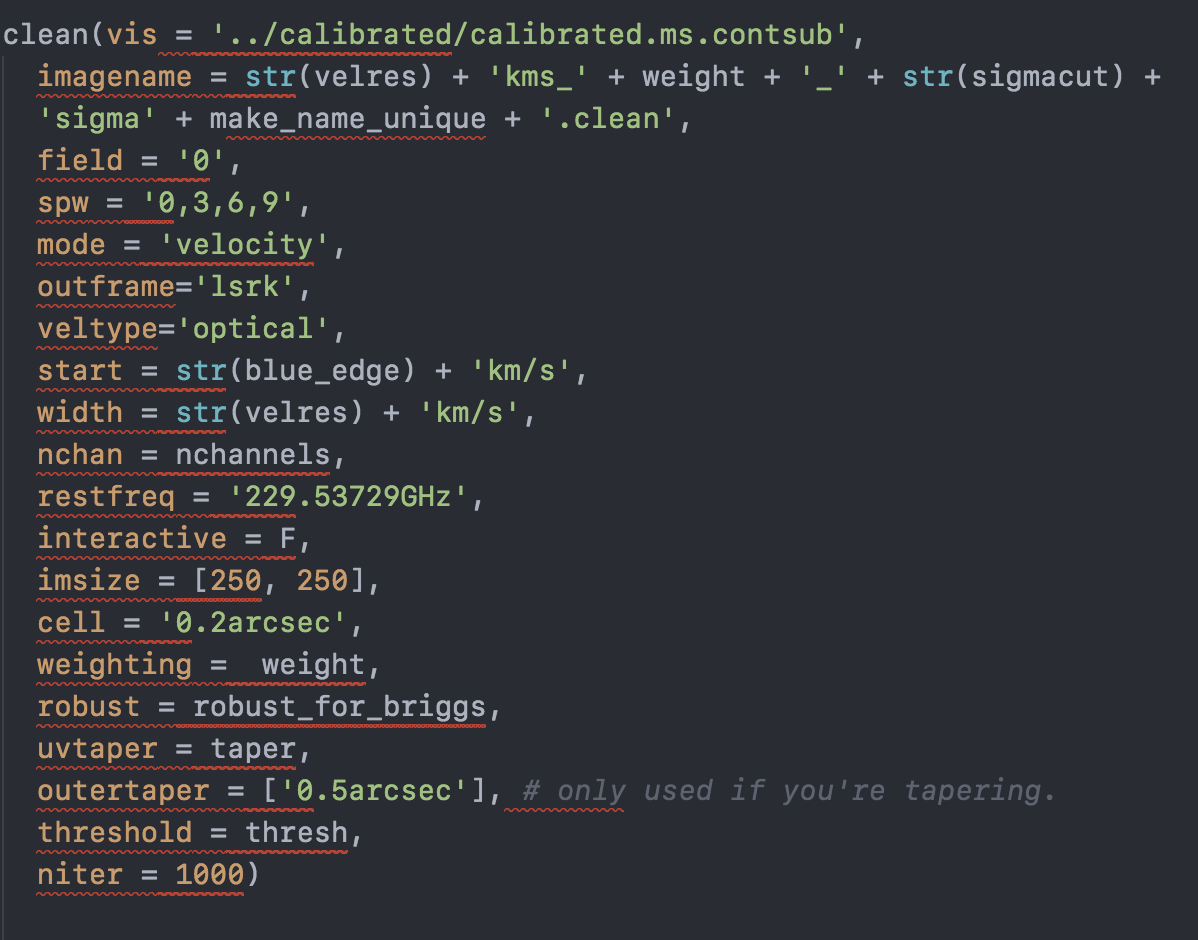 clean(vis = '../calibrated/calibrated.ms.contsub',
imagename = str(velres) + 'kms_' + weight + '_' + str(sigmacut) +
'sigma' + make_name_unique + '.clean',
field = '0',
spw = '0,3,6,9',
mode = 'velocity',
outframe='lsrk',
veltype='optical',
start = str(blue_edge) + 'km/s',
width = str(velres) + 'km/s',
nchan = nchannels,
restfreq = '229.53729GHz',
interactive = F,
imsize = [250, 250],
cell = '0.2arcsec',
weighting =  weight,
robust = robust_for_briggs,
uvtaper = taper,
outertaper = ['0.5arcsec'], # only used if you're tapering.
threshold = thresh,
niter = 1000)